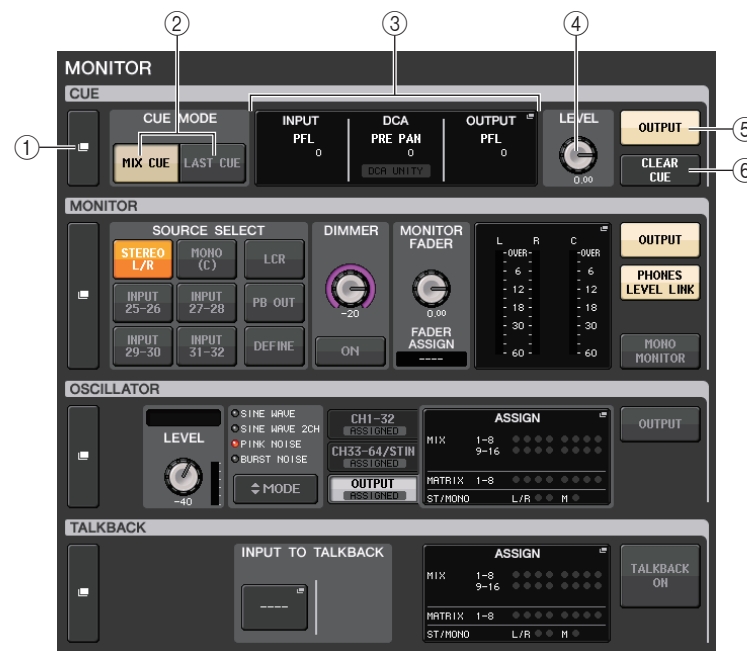 ② ③ ④
MONITOR
CUE
CUE MODE
MIX CUE LAST CUE
INPUT PFL 0
DCA PRE PAN 0
DCA UNITY
OUTPUT PFL 0
LEVEL
0.00
OUTPUT
CLEAR CUE
① ⑤ ⑥
MONITOR
SOURCE SELECT
STEREO L/R MONO (C) LCR
INPUT 25-26 INPUT 27-28 PB OUT
INPUT 29-30 INPUT 31-32 DEFINE
DIMMER
-20
ON
MONITOR FADER
0.00
FADER ASSIGN
----
L R C
-OVER- -OVER
- 6 - - 6
- 12 - - 12
- 18 - - 18
- 30 - - 30
- 60 - - 60
OUTPUT
PHONES LEVEL LINK
MONO MONITOR
OSCILLATOR
LEVEL
-40
SINE WAVE
SINE WAVE 2CH
PINK NOISE
BURST NOISE
MODE
CH1-32
ASSIGNED
CH33-64/STIN
ASSIGNED
OUTPUT
ASSIGNED
ASSIGN
MIX 1-8
9-16
MATRIX 1-8
ST/MONO L/R M
OUTPUT
TALKBACK
INPUT TO TALKBACK
----
ASSIGN
MIX 1-8
9-16
MATRIX 1-8
ST/MONO L/R M
TALKBACK ON